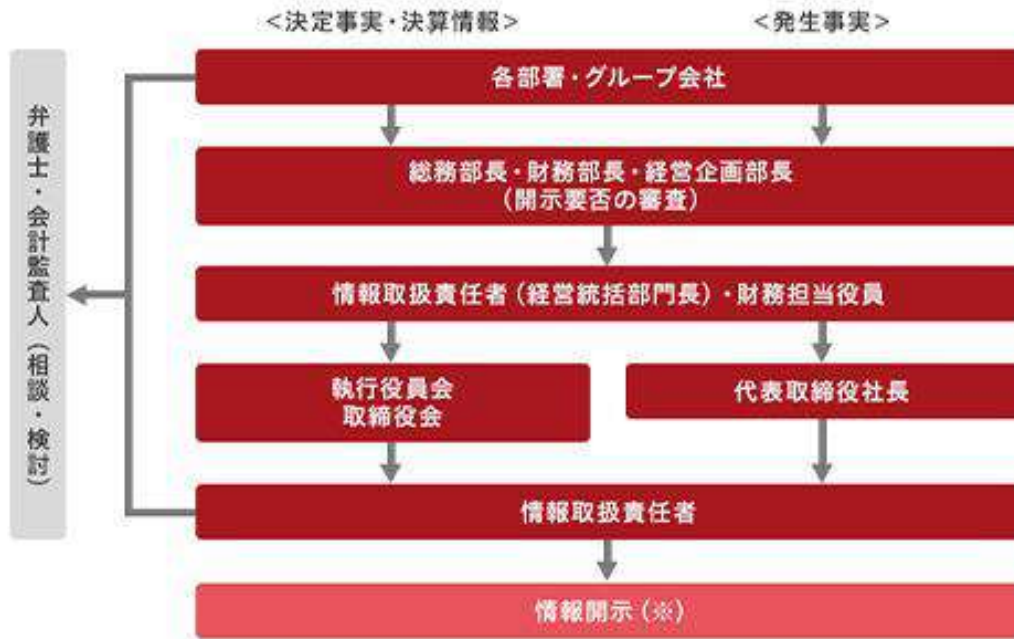 <決定事実・決算情報>
<発生事実>
各部署・グループ会社
総務部長・財務部長・経営企画部長
(開示要否の審査)
情報取扱責任者(経営統括部門長)・財務担当役員
執行役員会
取締役会
代表取締役社長
情報取扱責任者
情報開示(※)
弁護士・会計監査人(相談・検討)